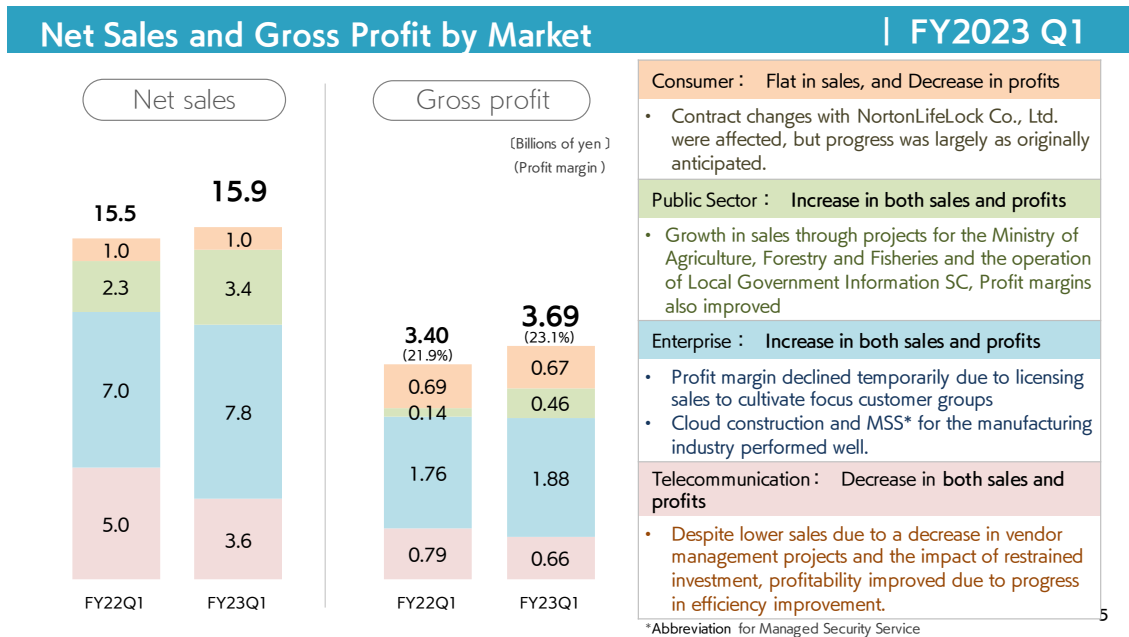 Net Sales and Gross Profit by Market
| FY2023 Q1
Net sales
15.5
1.0
2.3
7.0
5.0
FY22Q1
15.9
1.0
3.4
7.8
3.6
FY23Q1
Gross profit
〔Billions of yen 〕
(Profit margin )
3.40
(21.9%)
0.69
0.14
1.76
0.79
FY22Q1
3.69
(23.1%)
0.67
0.46
1.88
0.66
FY23Q1
Consumer： Flat in sales, and Decrease in profits
• Contract changes with NortonLifeLock Co., Ltd.
were affected, but progress was largely as originally
anticipated.
Public Sector： Increase in both sales and profits
• Growth in sales through projects for the Ministry of
Agriculture, Forestry and Fisheries and the operation
of Local Government Information SC, Profit margins
also improved
Enterprise： Increase in both sales and profits
• Profit margin declined temporarily due to licensing
sales to cultivate focus customer groups
• Cloud construction and MSS* for the manufacturing
industry performed well.
Telecommunication： Decrease in both sales and
profits
• Despite lower sales due to a decrease in vendor
management projects and the impact of restrained
investment, profitability improved due to progress
in efficiency improvement.
*Abbreviation for Managed Security Service
5